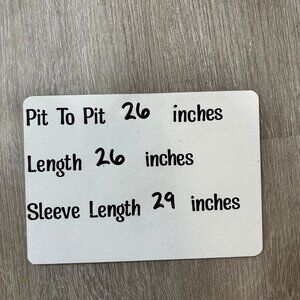 Pit To Pit 26 inches
Length 26 inches
Sleeve Length 29 inches